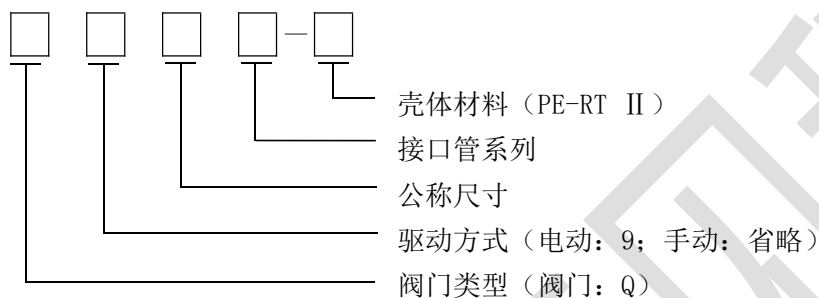 —
壳体材料（PE-RT Ⅱ）
接口管系列
公称尺寸
驱动方式（电动：9；手动：省略）
阀门类型（阀门：Q）